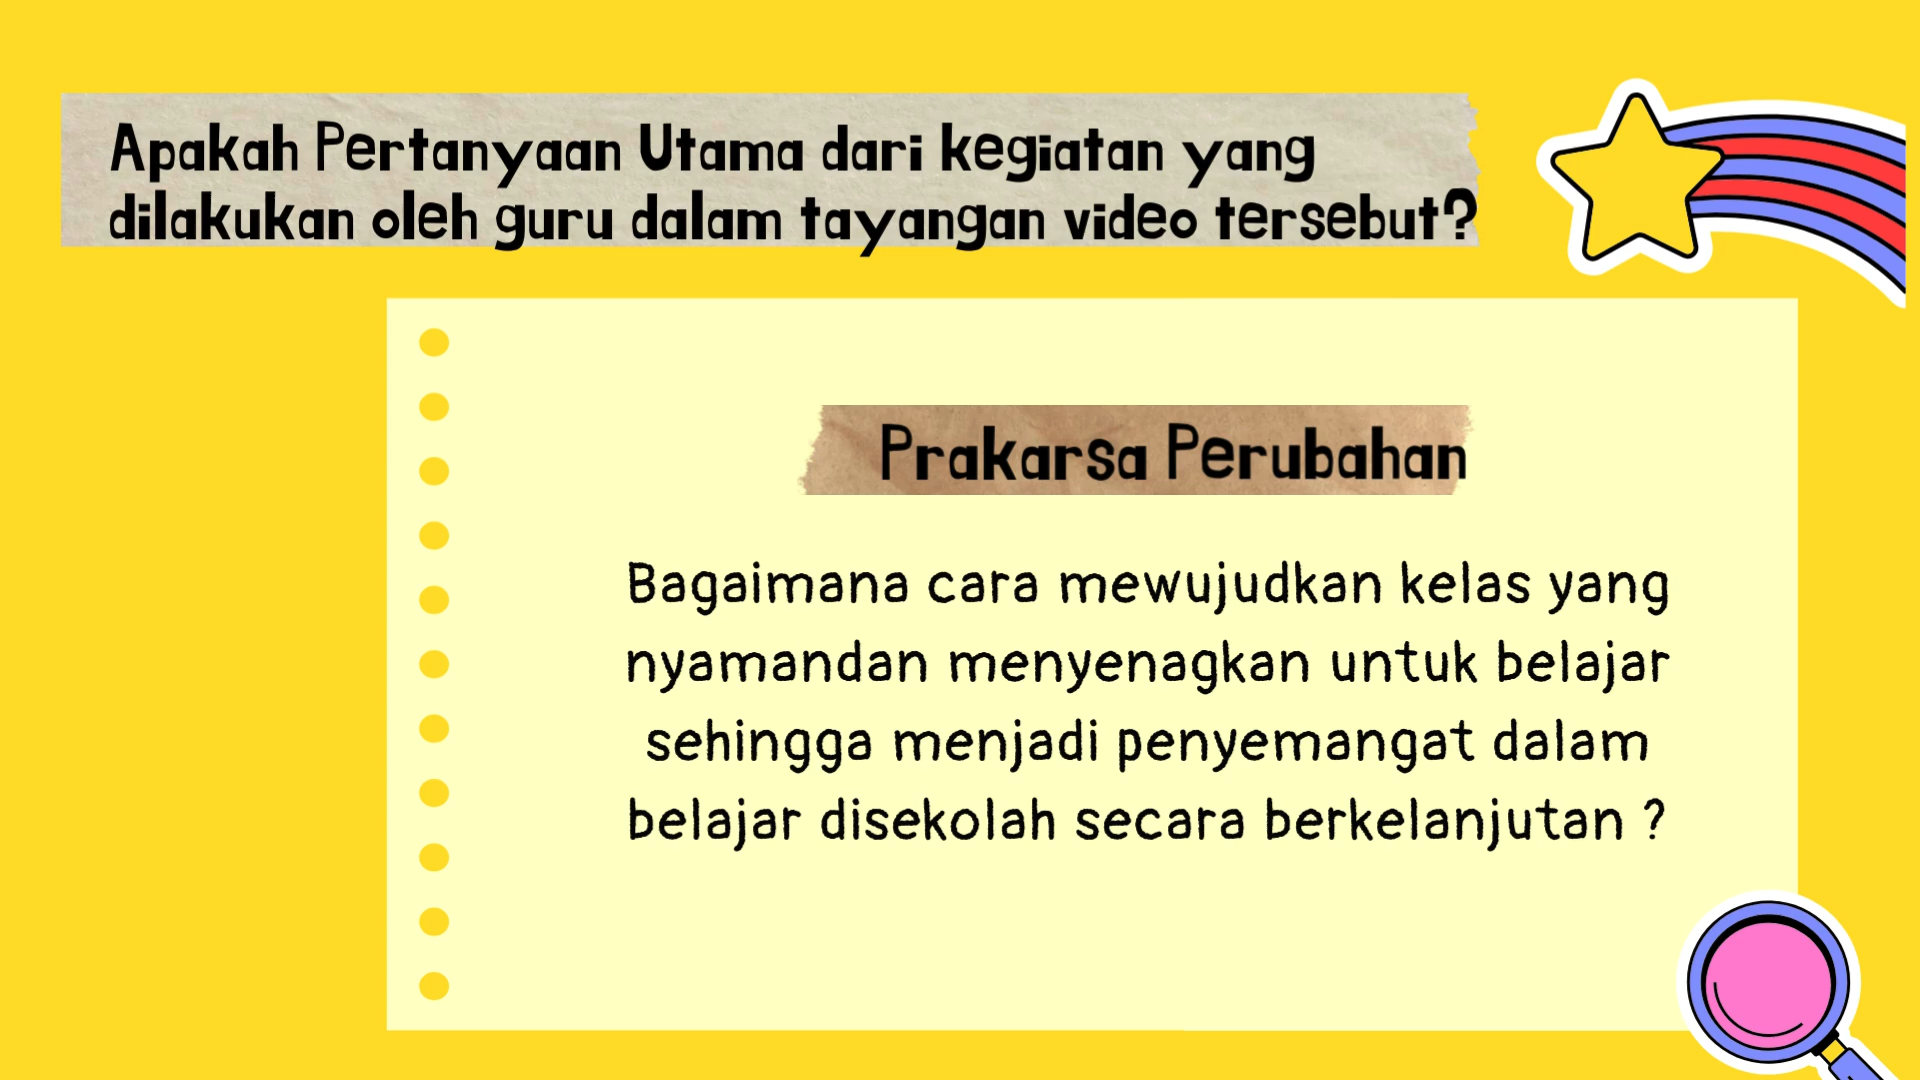 Apakah Pertanyaan Utama dari kegiatan yang
dilakukan oleh guru dalam tayangan video tersebut?
Prakarsa Perubahan
Bagaimana cara mewujudkan kelas yang
nyamandan menyenagkan untuk belajar
sehingga menjadi penyemangat dalam
belajar disekolah secara berkelanjutan ?